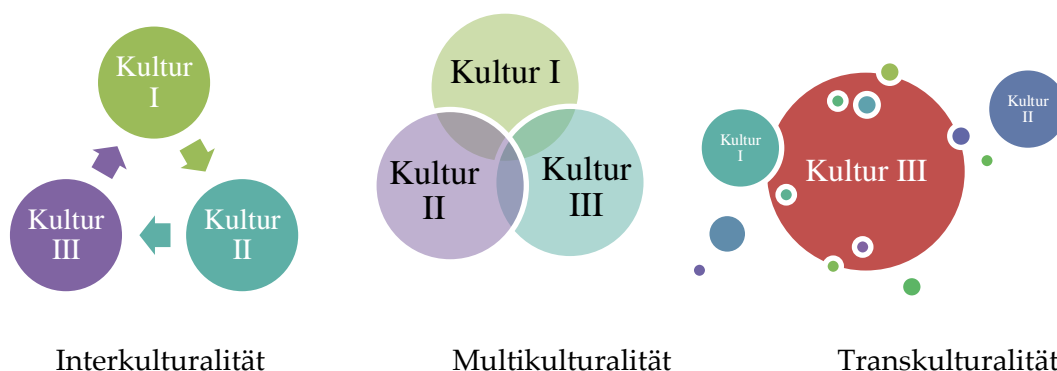 Kultur
I
Kultur
III
Kultur
II
Kultur I
Kultur
II
Kultur
III
Kultur
I
Kultur III
Kultur
II
Interkulturalität
Multikulturalität
Transkulturalität